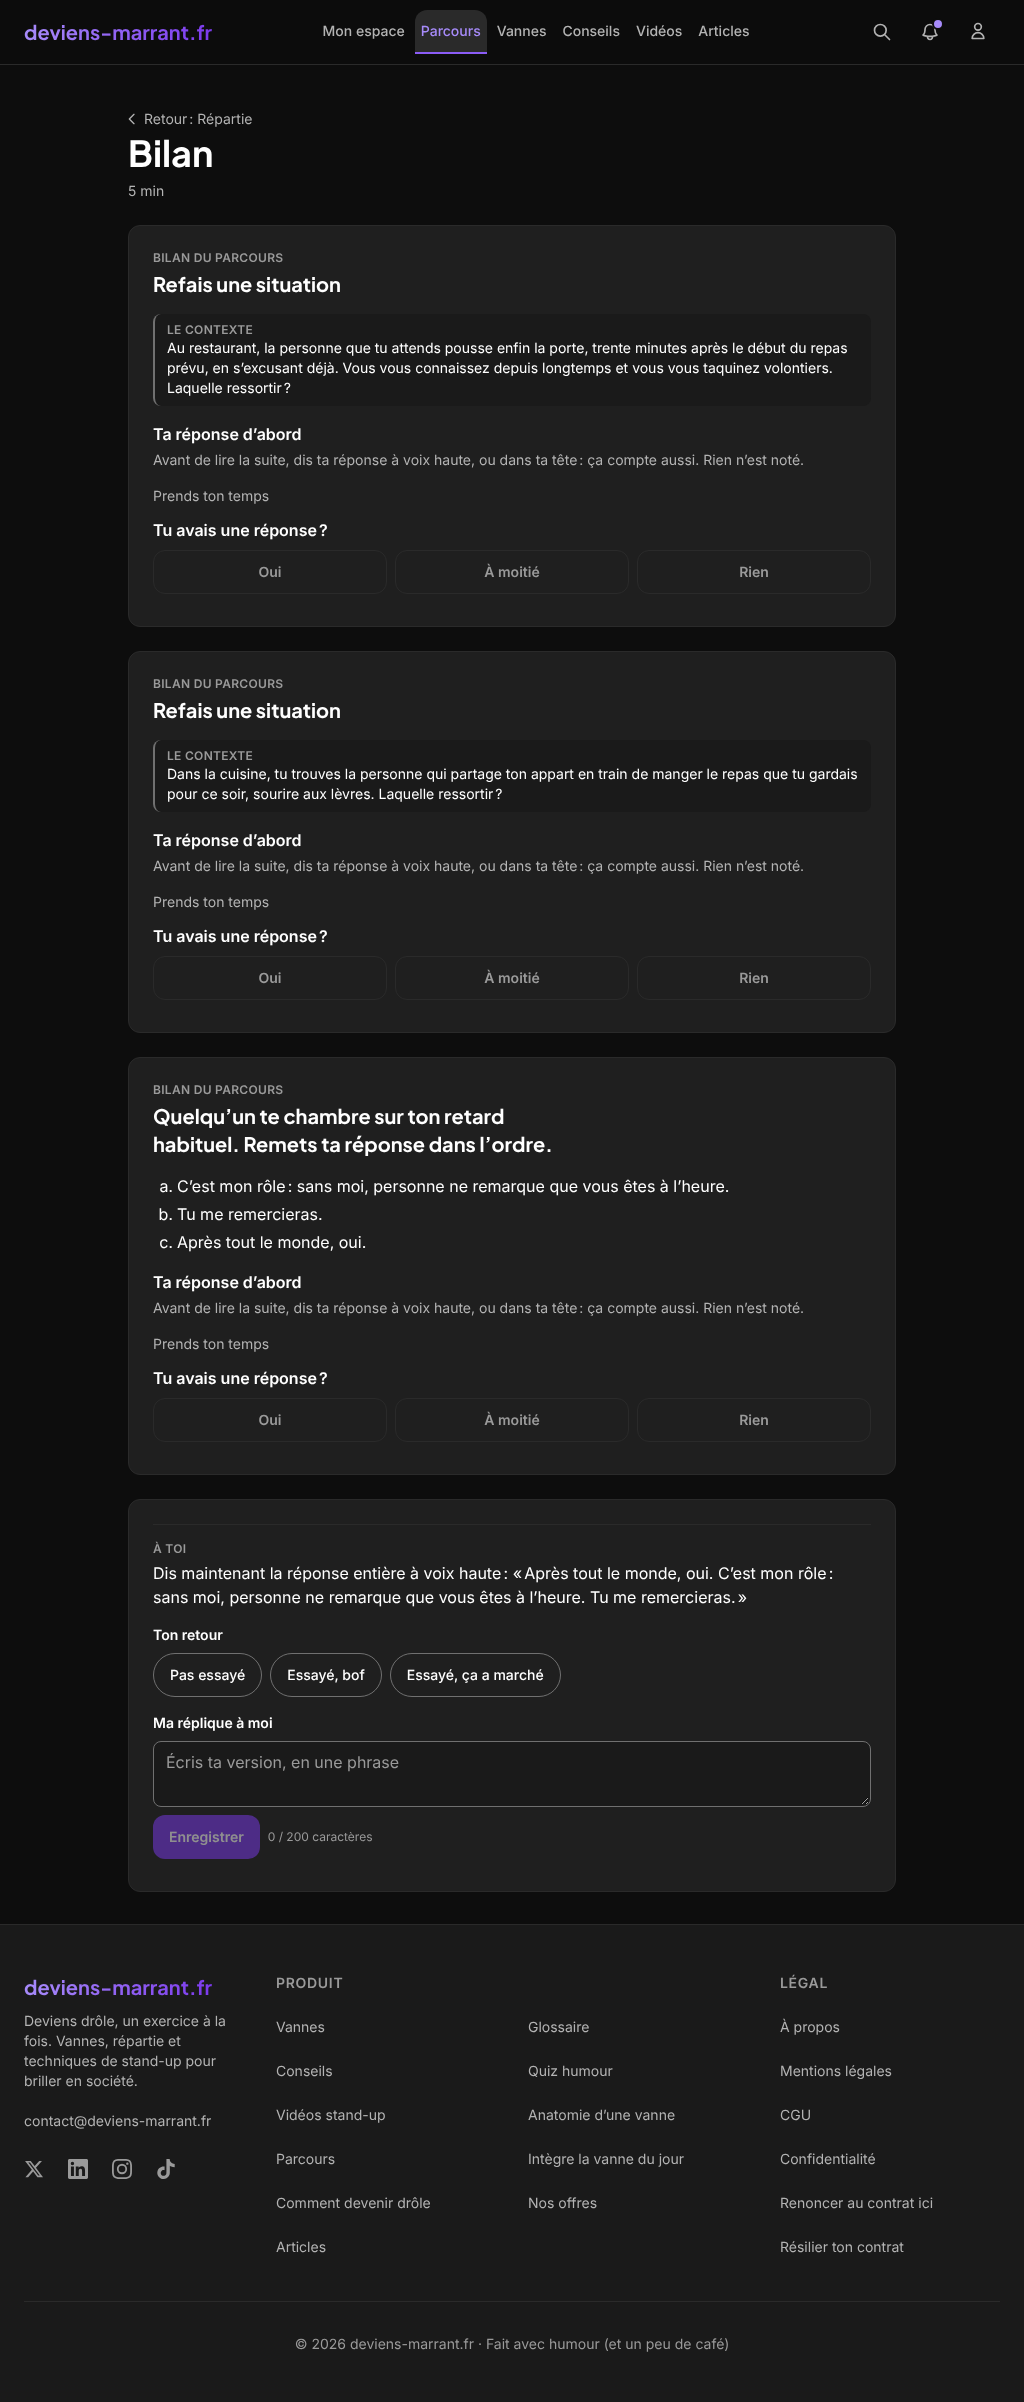 deviens-marrant.fr
Mon espace
Parcours
Vannes
Conseils
Vidéos
Articles
Retour : Répartie
Bilan
5 min
BILAN DU PARCOURS
Refais une situation
LE CONTEXTE
Au restaurant, la personne que tu attends pousse enfin la porte, trente minutes après le début du repas
prévu, en s’excusant déjà. Vous vous connaissez depuis longtemps et vous vous taquinez volontiers.
Laquelle ressortir ?
Ta réponse d’abord
Avant de lire la suite, dis ta réponse à voix haute, ou dans ta tête : ça compte aussi. Rien n’est noté.
Prends ton temps
Tu avais une réponse ?
Oui
À moitié
Rien
BILAN DU PARCOURS
Refais une situation
LE CONTEXTE
Dans la cuisine, tu trouves la personne qui partage ton appart en train de manger le repas que tu gardais
pour ce soir, sourire aux lèvres. Laquelle ressortir ?
Ta réponse d’abord
Avant de lire la suite, dis ta réponse à voix haute, ou dans ta tête : ça compte aussi. Rien n’est noté.
Prends ton temps
Tu avais une réponse ?
Oui
À moitié
Rien
BILAN DU PARCOURS
Quelqu’un te chambre sur ton retard
habituel. Remets ta réponse dans l’ordre.
a. C’est mon rôle : sans moi, personne ne remarque que vous êtes à l’heure.
b. Tu me remercieras.
c. Après tout le monde, oui.
Ta réponse d’abord
Avant de lire la suite, dis ta réponse à voix haute, ou dans ta tête : ça compte aussi. Rien n’est noté.
Prends ton temps
Tu avais une réponse ?
Oui
À moitié
Rien
À TOI
Dis maintenant la réponse entière à voix haute : « Après tout le monde, oui. C’est mon rôle :
sans moi, personne ne remarque que vous êtes à l’heure. Tu me remercieras. »
Ton retour
Pas essayé
Essayé, bof
Essayé, ça a marché
Ma réplique à moi
Écris ta version, en une phrase
Enregistrer
0 / 200 caractères
deviens-marrant.fr
Deviens drôle, un exercice à la
fois. Vannes, répartie et
techniques de stand-up pour
briller en société.
contact@deviens-marrant.fr
PRODUIT
Vannes
Conseils
Vidéos stand-up
Parcours
Comment devenir drôle
Articles
Glossaire
Quiz humour
Anatomie d’une vanne
Intègre la vanne du jour
Nos offres
LÉGAL
À propos
Mentions légales
CGU
Confidentialité
Renoncer au contrat ici
Résilier ton contrat
© 2026 deviens-marrant.fr · Fait avec humour (et un peu de café)